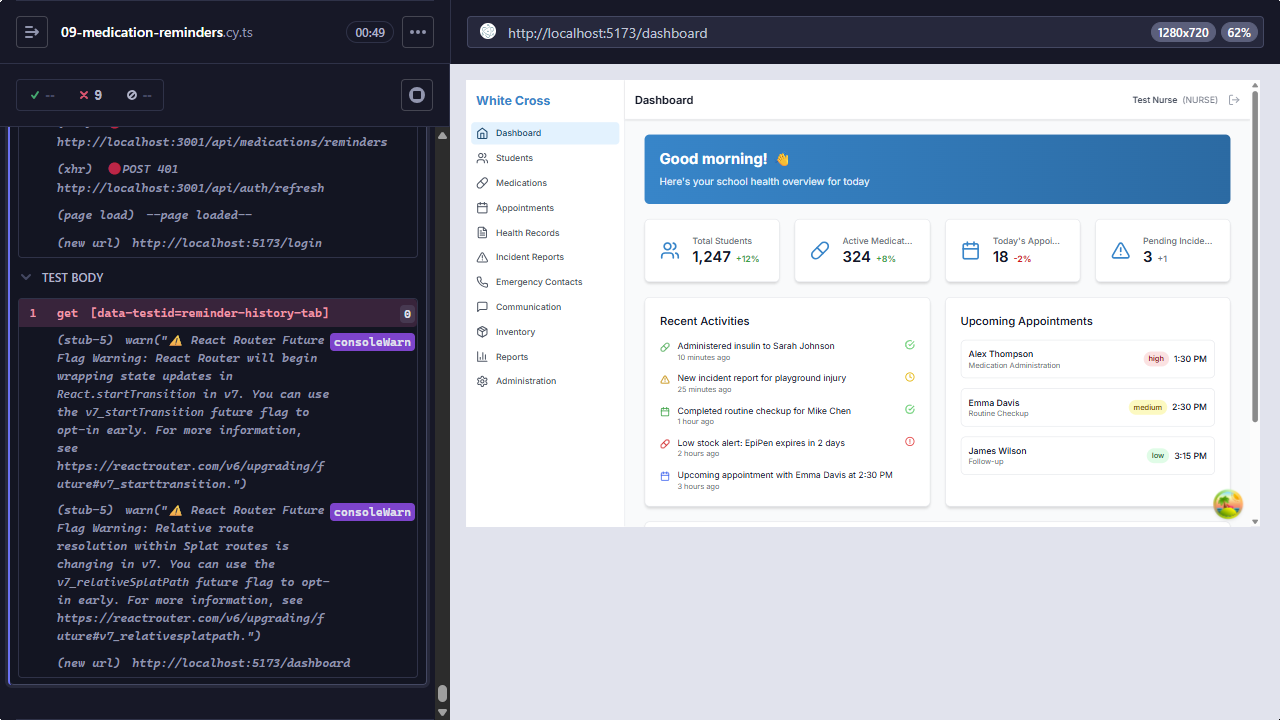 09-medication-reminders.cy.ts
00:49
--
9
--
http://localhost:3001/api/medications/reminders
(xhr) POST 401
http://localhost:3001/api/auth/refresh
(page load) --page loaded--
(new url) http://localhost:5173/login
TEST BODY
1 get [data-testid=reminder-history-tab] 0
(stub-5) warn("⚠️ React Router Future consoleWarn
Flag Warning: React Router will begin
wrapping state updates in
React.startTransition in v7. You can use
the v7_startTransition future flag to
opt-in early. For more information,
see
https://reactrouter.com/v6/upgrading/f
uture#v7_starttransition.")
(stub-5) warn("⚠️ React Router Future consoleWarn
Flag Warning: Relative route
resolution within Splat routes is
changing in v7. You can use the
v7_relativeSplatPath future flag to opt-
in early. For more information, see
https://reactrouter.com/v6/upgrading/f
uture#v7_relativesplatpath.")
(new url) http://localhost:5173/dashboard
http://localhost:5173/dashboard
1280x720
62%
White Cross
Dashboard
Students
Medications
Appointments
Health Records
Incident Reports
Emergency Contacts
Communication
Inventory
Reports
Administration
Dashboard
Test Nurse (NURSE)
Good morning! 👋
Here's your school health overview for today
Total Students
1,247 +12%
Active Medicat...
324 +8%
Today's Appoi...
18 -2%
Pending Incide...
3 +1
Recent Activities
Administered insulin to Sarah Johnson
10 minutes ago
New incident report for playground injury
25 minutes ago
Completed routine checkup for Mike Chen
1 hour ago
Low stock alert: EpiPen expires in 2 days
2 hours ago
Upcoming appointment with Emma Davis at 2:30 PM
3 hours ago
Upcoming Appointments
Alex Thompson
Medication Administration
high 1:30 PM
Emma Davis
Routine Checkup
medium 2:30 PM
James Wilson
Follow-up
low 3:15 PM